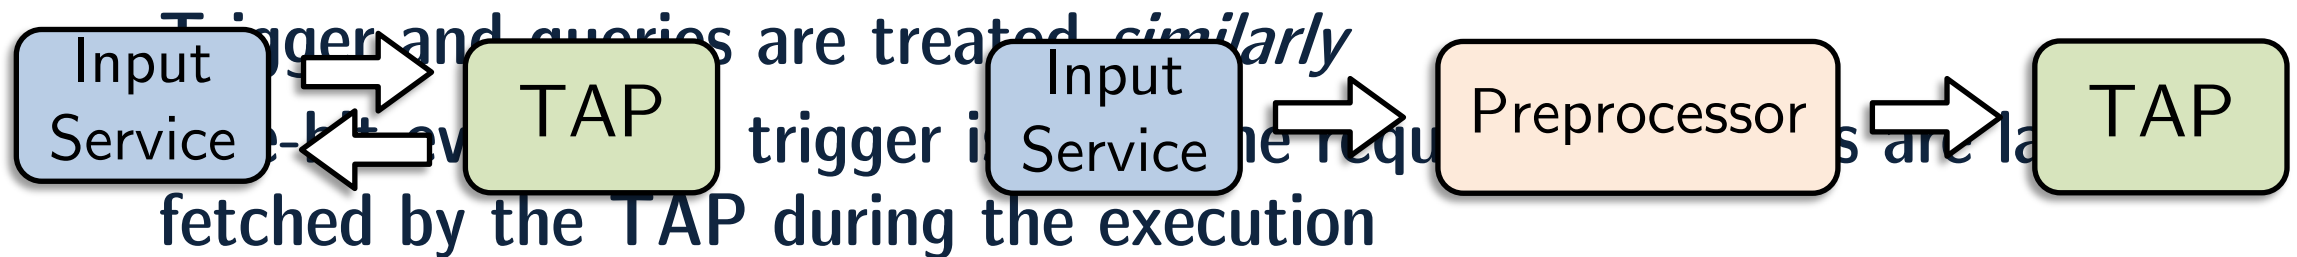 Trigger and queries are treated similarly
Input Service
TAP
Input Service
Preprocessor
TAP
trigger
are
fetched by the TAP during the execution